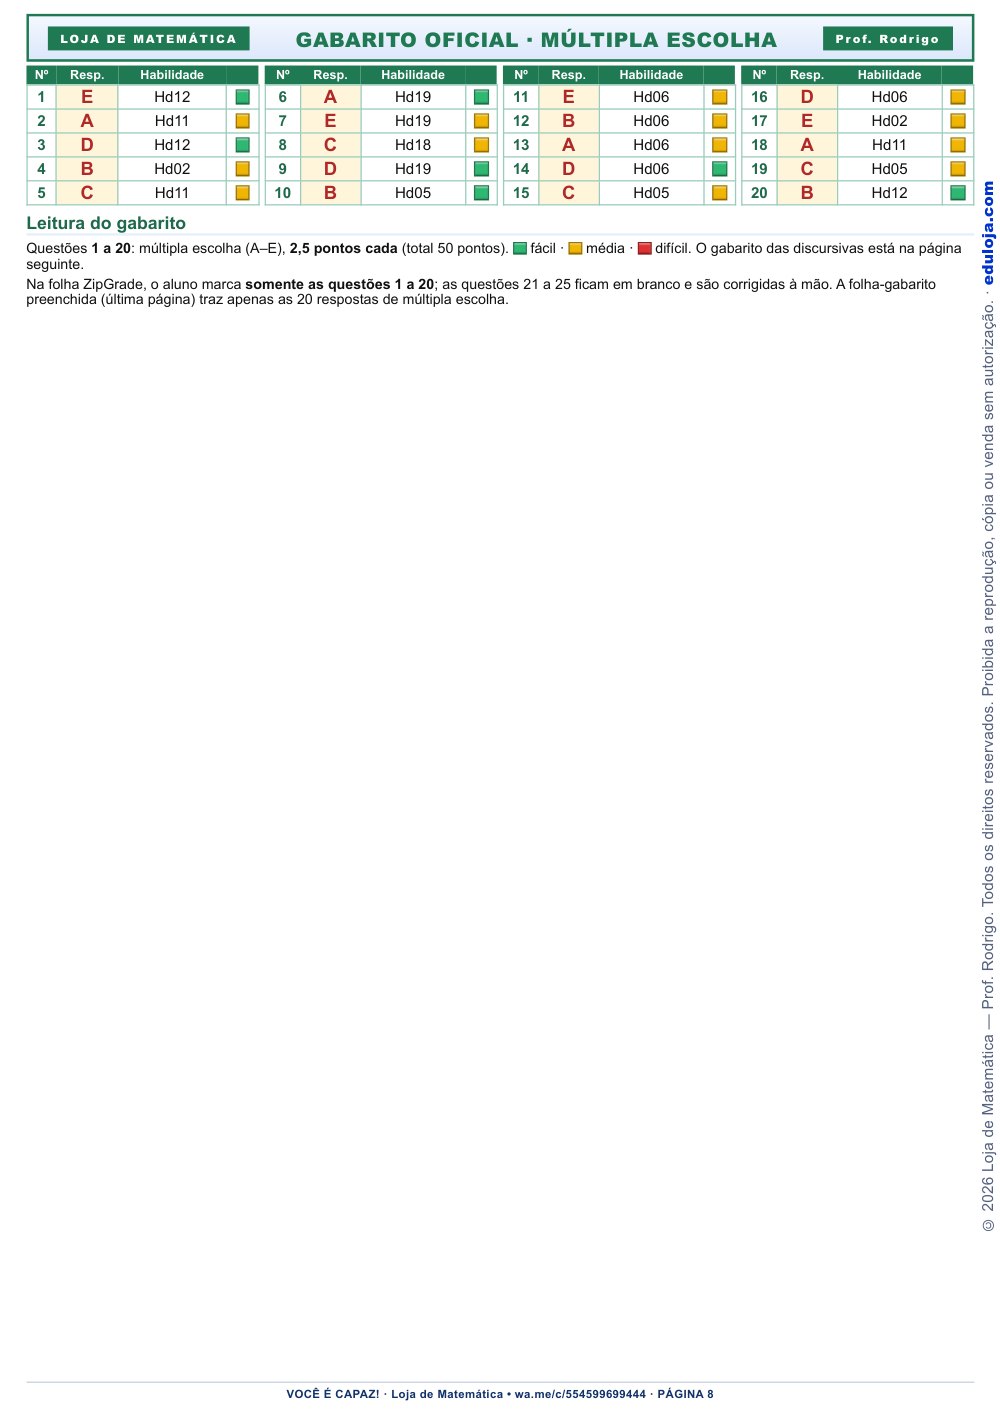 LOJA DE MATEMÁTICA
GABARITO OFICIAL · MÚLTIPLA ESCOLHA
Prof. Rodrigo
Nº Resp. Habilidade Nº Resp. Habilidade Nº Resp. Habilidade Nº Resp. Habilidade
1 E Hd12 6 A Hd19 11 E Hd06 16 D Hd06
2 A Hd11 7 E Hd19 12 B Hd06 17 E Hd02
3 D Hd12 8 C Hd18 13 A Hd06 18 A Hd11
4 B Hd02 9 D Hd19 14 D Hd06 19 C Hd05
5 C Hd11 10 B Hd05 15 C Hd05 20 B Hd12
Leitura do gabarito
Questões 1 a 20: múltipla escolha (A–E), 2,5 pontos cada (total 50 pontos). fácil · média · difícil. O gabarito das discursivas está na página
seguinte.
Na folha ZipGrade, o aluno marca somente as questões 1 a 20; as questões 21 a 25 ficam em branco e são corrigidas à mão. A folha-gabarito
preenchida (última página) traz apenas as 20 respostas de múltipla escolha.
© 2026 Loja de Matemática — Prof. Rodrigo. Todos os direitos reservados. Proibida a reprodução, cópia ou venda sem autorização. · eduloja.com
VOCÊ É CAPAZ! · Loja de Matemática • wa.me/c/554599699444 · PÁGINA 8